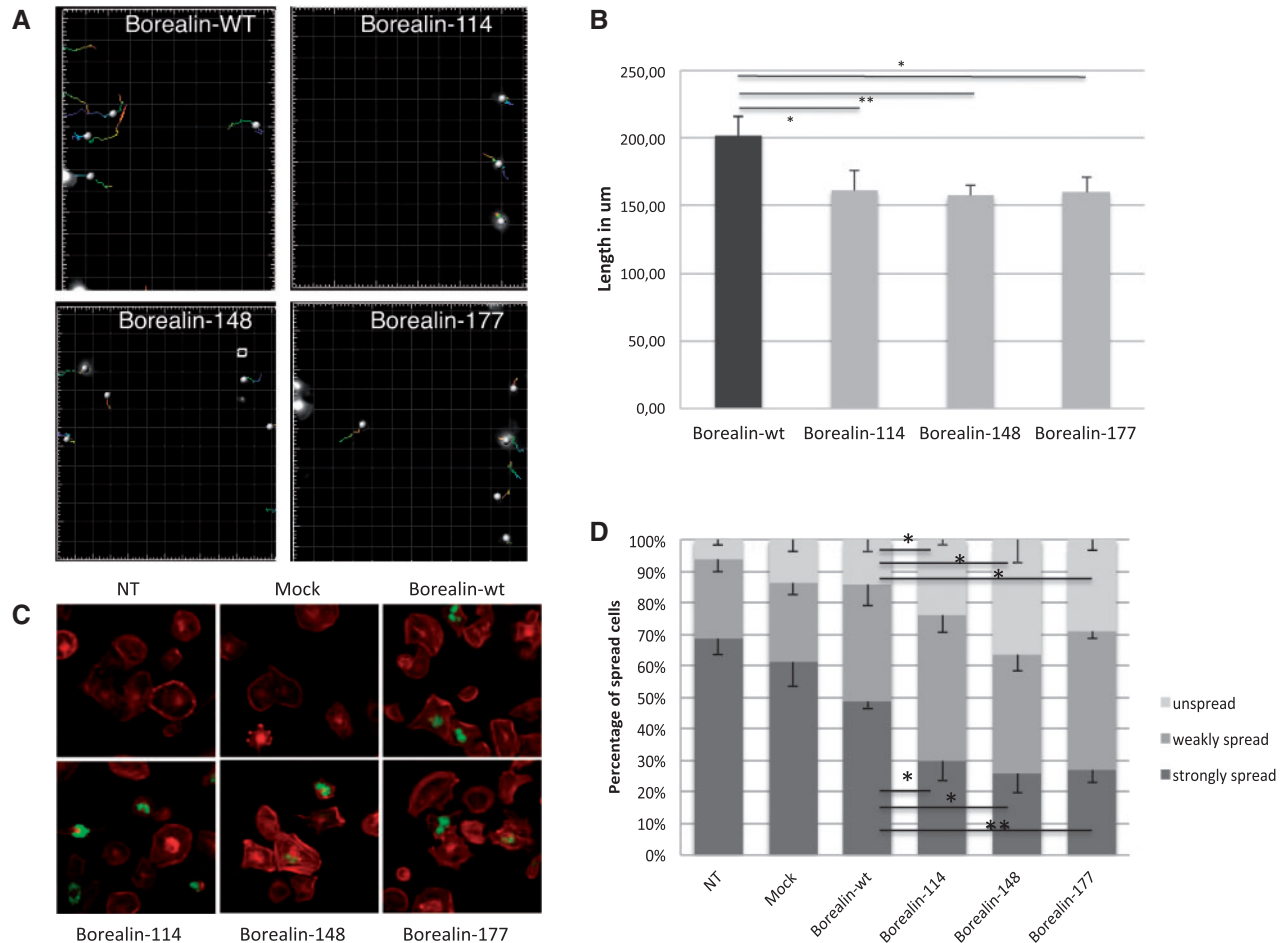 A
Borealin-WT
Borealin-114
Borealin-148
Borealin-177
B
250,00
200,00
150,00
100,00
50,00
0,00
Length in um
*
**
*
Borealin-wt
Borealin-114
Borealin-148
Borealin-177
C
NT
Mock
Borealin-wt
Borealin-114
Borealin-148
Borealin-177
D
100%
90%
80%
70%
60%
50%
40%
30%
20%
10%
0%
Percentage of spread cells
*
*
*
*
*
**
NT
Mock
Borealin-wt
Borealin-114
Borealin-148
Borealin-177
unspread
weakly spread
strongly spread